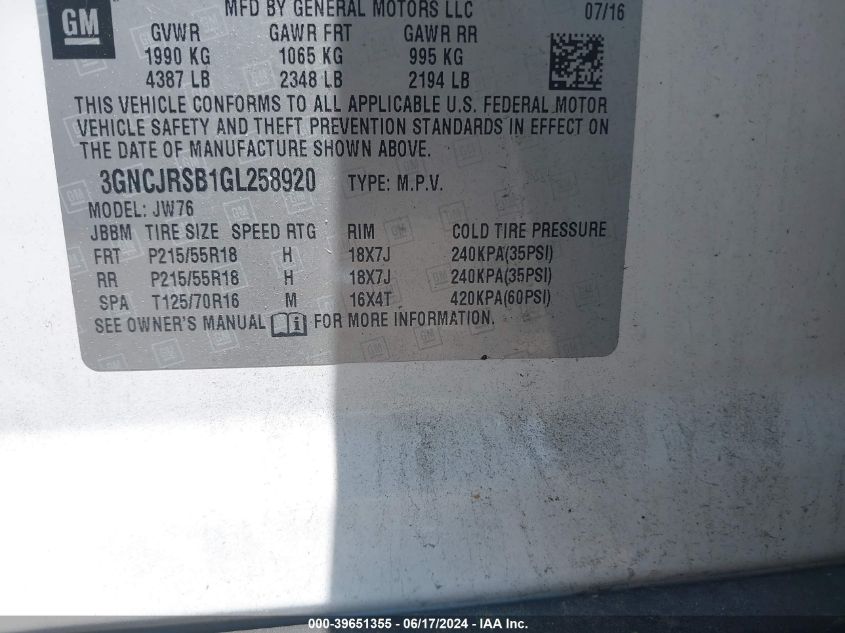 GM
MFD BY GENERAL MOTORS LLC 07/16
GVWR GAWR FRT GAWR RR
1990 KG 1065 KG 995 KG
4387 LB 2348 LB 2194 LB
THIS VEHICLE CONFORMS TO ALL APPLICABLE U.S. FEDERAL MOTOR
VEHICLE SAFETY AND THEFT PREVENTION STANDARDS IN EFFECT ON
THE DATE OF MANUFACTURE SHOWN ABOVE.
3GNCJRSB1GL258920 TYPE: M.P.V.
MODEL: JW76
JBBM TIRE SIZE SPEED RTG RIM COLD TIRE PRESSURE
FRT P215/55R18 H 18X7J 240KPA(35PSI)
RR P215/55R18 H 18X7J 240KPA(35PSI)
SPA T125/70R16 M 16X4T 420KPA(60PSI)
SEE OWNER'S MANUAL FOR MORE INFORMATION.
000-39651355 - 06/17/2024 - IAA Inc.